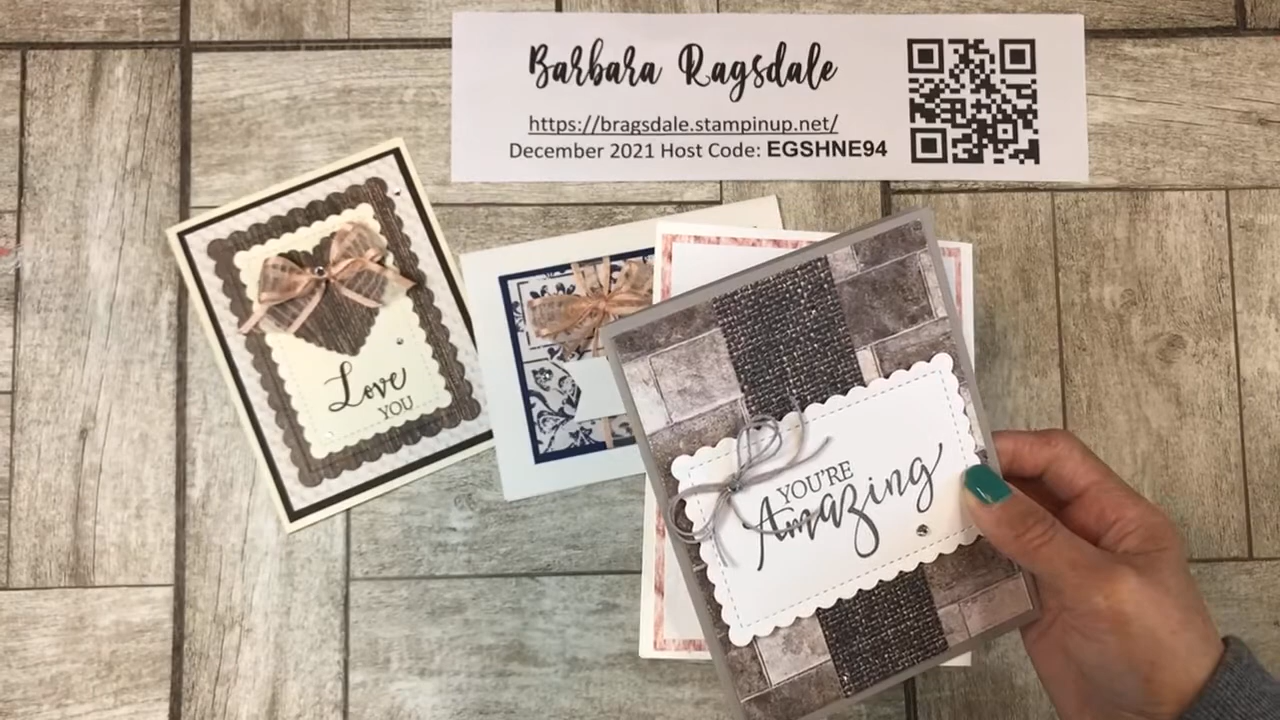 Barbara Ragsdale
https://bragsdale.stampinup.net/
December 2021 Host Code: EGSHNE94
Love
YOU
YOU'RE
Amazing